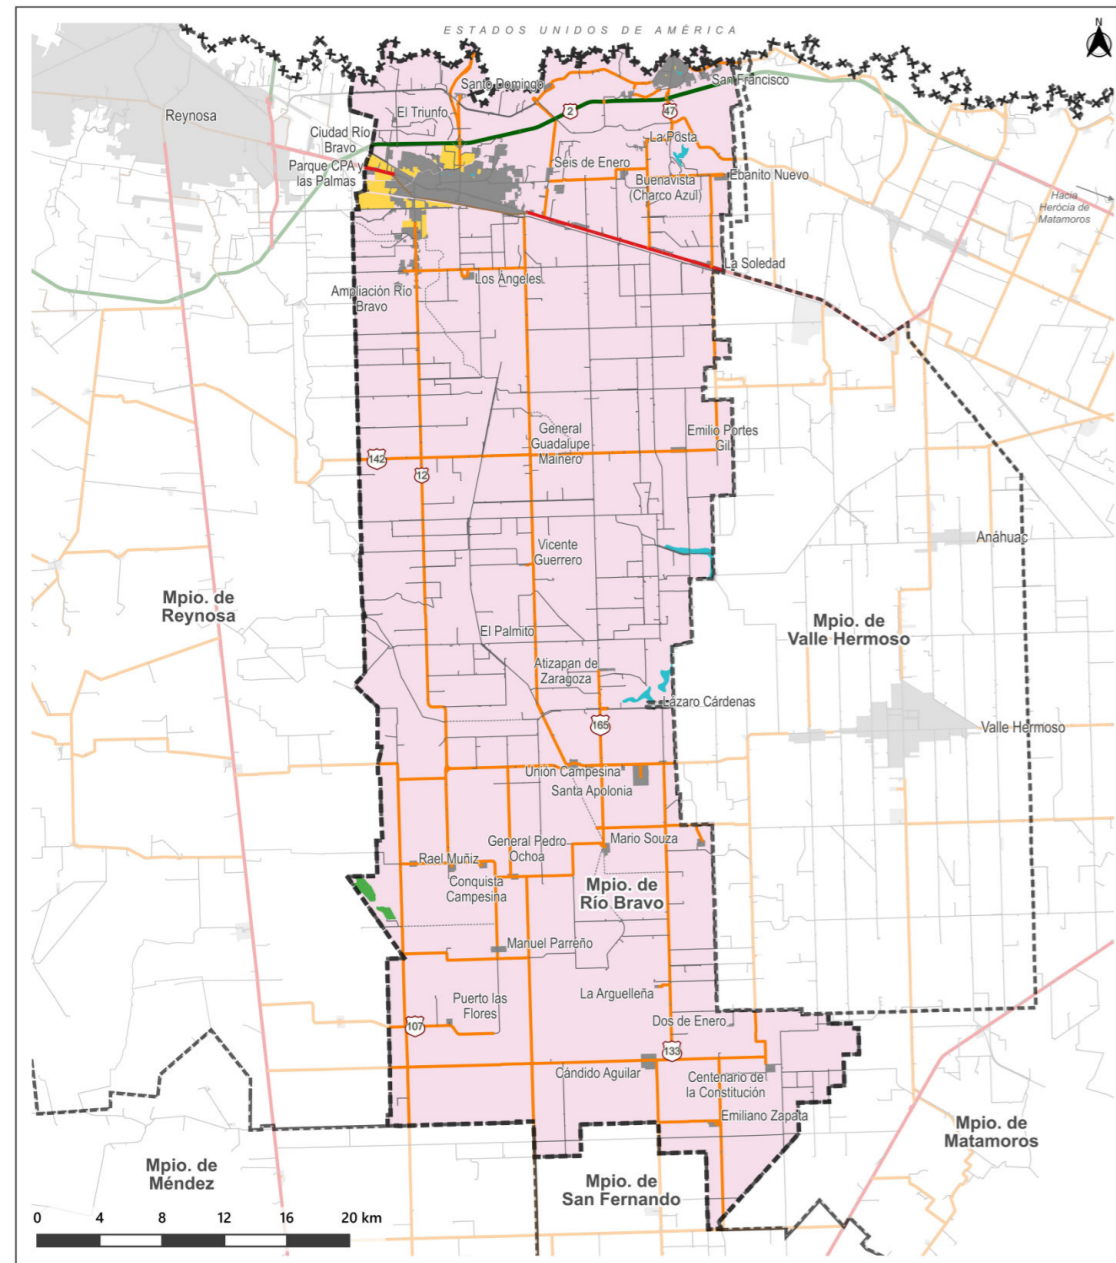 ESTADOS UNIDOS DE AMÉRICA
N
Santo Domingo
San Francisco
Reynosa
El Triunfo
2
47
Ciudad Río
Bravo
La Posta
Parque CPA y
las Palmas
Seis de Enero
Buenavista
(Charco Azul)
Ebanito Nuevo
Hacia
Heróica de
Matamoros
La Soledad
Los Ángeles
Ampliación Río
Bravo
General
Guadalupe
Mainero
Emilio Portes
Gil
142
12
Vicente
Guerrero
Anáhuac
Mpio. de
Reynosa
Mpio. de
Valle Hermoso
El Palmito
Atizapan de
Zaragoza
Lázaro Cárdenas
165
Valle Hermoso
Unión Campesina
Santa Apolonia
General Pedro
Ochoa
Mario Souza
Rael Muñiz
Conquista
Campesina
Mpio. de
Río Bravo
Manuel Parreño
La Arguelleña
Puerto las
Flores
Dos de Enero
107
133
Cándido Aguilar
Centenario de
la Constitución
Emiliano Zapata
Mpio. de
Matamoros
Mpio. de
Méndez
Mpio. de
San Fernando
0 4 8 12 16 20 km